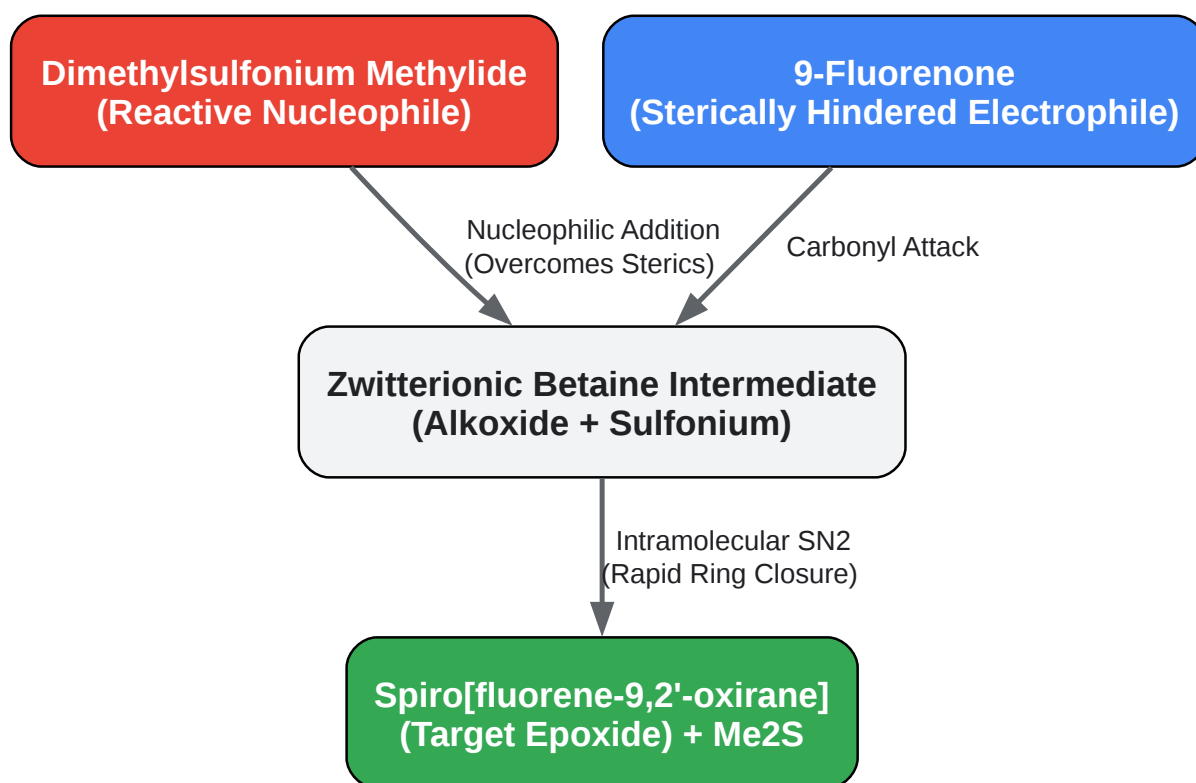 Dimethylsulfonium Methylide
(Reactive Nucleophile)
9-Fluorenone
(Sterically Hindered Electrophile)
Nucleophilic Addition
(Overcomes Sterics)
Carbonyl Attack
Zwitterionic Betaine Intermediate
(Alkoxide + Sulfonium)
Intramolecular SN2
(Rapid Ring Closure)
Spiro[fluorene-9,2'-oxirane]
(Target Epoxide) + Me2S